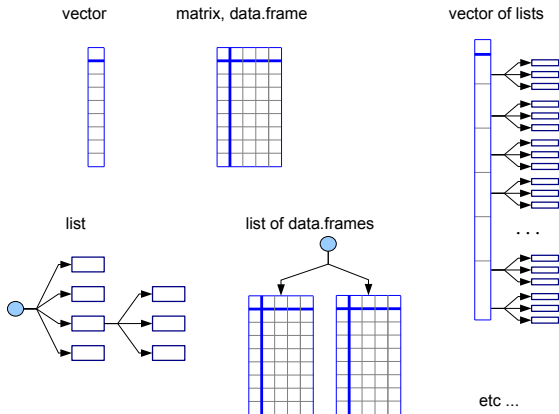 vector
matrix, data.frame
vector of lists
list
list of data.frames
. . .
etc ...